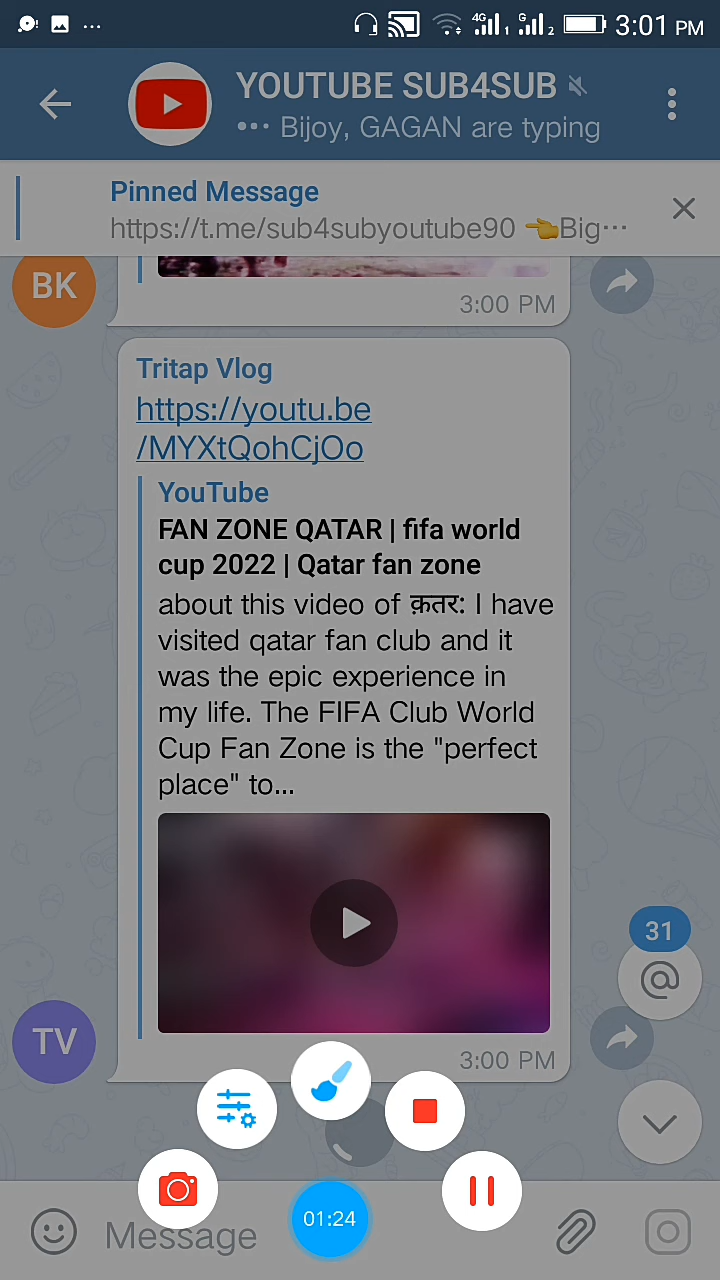 4G 1 G 2 3:01 PM
YOUTUBE SUB4SUB
Bijoy, GAGAN are typing
Pinned Message
https://t.me/sub4subyoutube90 👈Big...
BK
3:00 PM
Tritap Vlog
https://youtu.be
/MYXtQohCjOo
YouTube
FAN ZONE QATAR | fifa world
cup 2022 | Qatar fan zone
about this video of क़तर: I have
visited qatar fan club and it
was the epic experience in
my life. The FIFA Club World
Cup Fan Zone is the "perfect
place" to...
31
@
TV
3:00 PM
01:24
Message